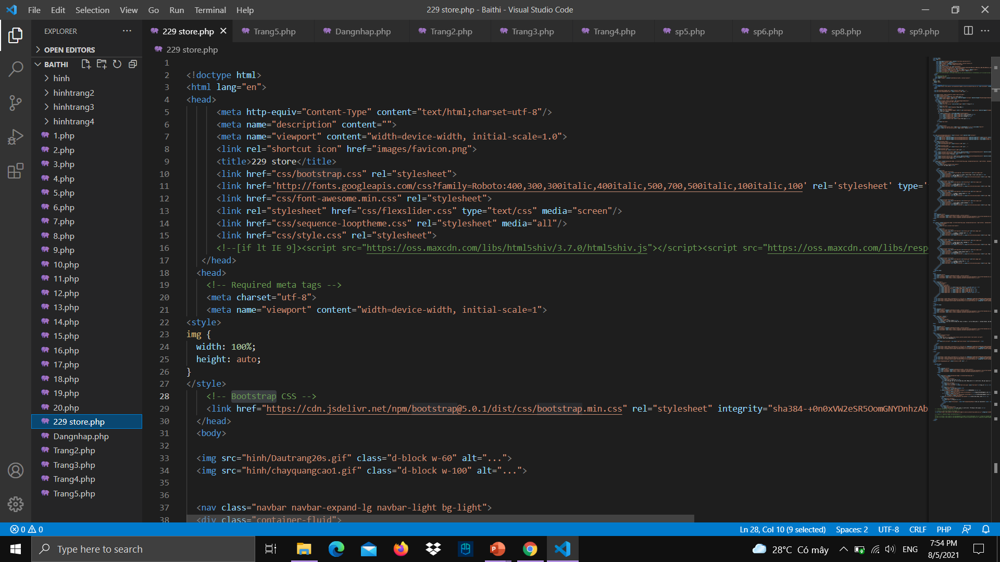 File Edit Selection View Go Run Terminal Help
229 store.php - Baithi - Visual Studio Code
EXPLORER
229 store.php
Trang5.php
Dangnhap.php
Trang2.php
Trang3.php
Trang4.php
sp5.php
sp6.php
sp8.php
sp9.php
OPEN EDITORS
BAITHI
hinh
hinhtrang2
hinhtrang3
hinhtrang4
1.php
2.php
3.php
4.php
5.php
6.php
7.php
8.php
9.php
10.php
11.php
12.php
13.php
14.php
15.php
16.php
17.php
18.php
19.php
20.php
229 store.php
Dangnhap.php
Trang2.php
Trang3.php
Trang4.php
Trang5.php
229 store.php
1
2 <!doctype html>
3 <html lang="en">
4 <head>
5 <meta http-equiv="Content-Type" content="text/html;charset=utf-8"/>
6 <meta name="description" content="">
7 <meta name="viewport" content="width=device-width, initial-scale=1.0">
8 <link rel="shortcut icon" href="images/favicon.png">
9 <title>229 store</title>
10 <link href="css/bootstrap.css" rel="stylesheet">
11 <link href='http://fonts.googleapis.com/css?family=Roboto:400,300,300italic,400italic,500,700,500italic,100italic,100' rel='stylesheet' type='
12 <link href="css/font-awesome.min.css" rel="stylesheet">
13 <link rel="stylesheet" href="css/flexslider.css" type="text/css" media="screen"/>
14 <link href="css/sequence-looptheme.css" rel="stylesheet" media="all"/>
15 <link href="css/style.css" rel="stylesheet">
16 <!--[if lt IE 9]><script src="https://oss.maxcdn.com/libs/html5shiv/3.7.0/html5shiv.js"></script><script src="https://oss.maxcdn.com/libs/resp
17 </head>
18 <head>
19 <!-- Required meta tags -->
20 <meta charset="utf-8">
21 <meta name="viewport" content="width=device-width, initial-scale=1">
22 <style>
23 img {
24 width: 100%;
25 height: auto;
26 }
27 </style>
28 <!-- Bootstrap CSS -->
29 <link href="https://cdn.jsdelivr.net/npm/bootstrap@5.0.1/dist/css/bootstrap.min.css" rel="stylesheet" integrity="sha384-+0n0xVW2eSR5OomGNYDnhzAb
30 </head>
31 <body>
32
33 <img src="hinh/Dautrang20s.gif" class="d-block w-60" alt="...">
34 <img src="hinh/chayquangcao1.gif" class="d-block w-100" alt="...">
35
36
37 <nav class="navbar navbar-expand-lg navbar-light bg-light">
38 <div class="container-fluid">
0 0
Ln 28, Col 10 (9 selected) Spaces: 2 UTF-8 CRLF PHP
Type here to search
28°C Có mây
ENG
7:54 PM
8/5/2021